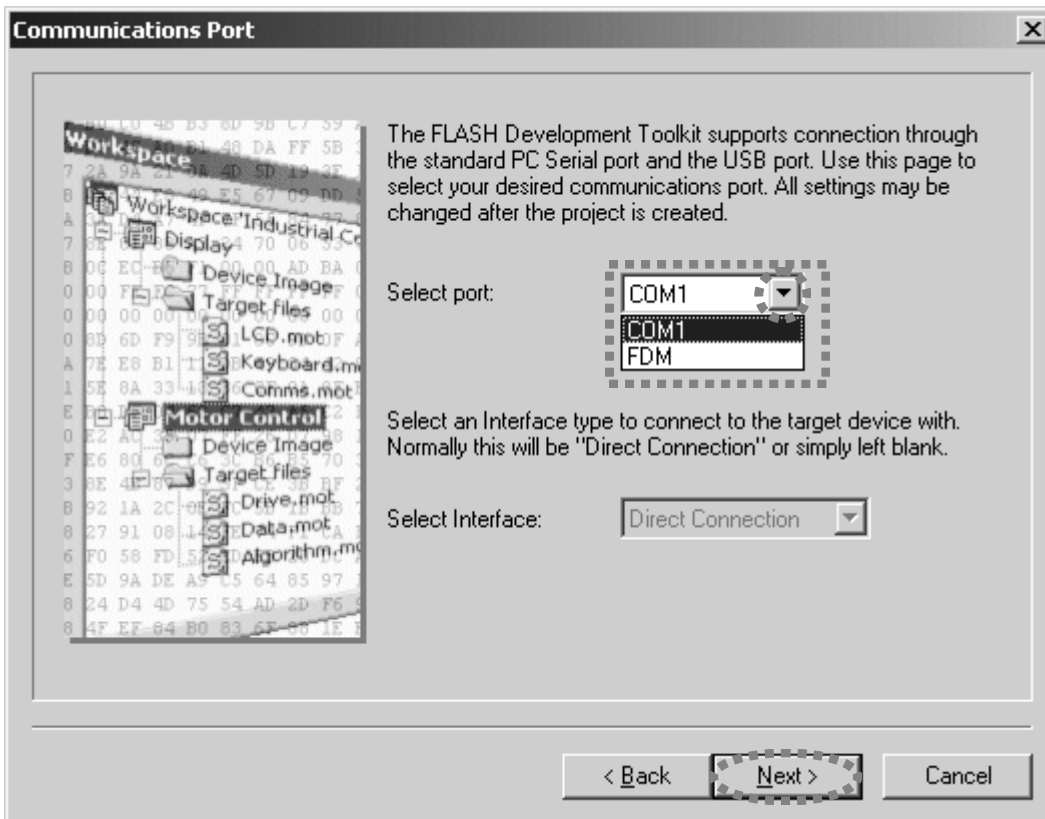 Communications Port
The FLASH Development Toolkit supports connection through
the standard PC Serial port and the USB port. Use this page to
select your desired communications port. All settings may be
changed after the project is created.
Select port:
COM1
COM1
FDM
Select an Interface type to connect to the target device with.
Normally this will be "Direct Connection" or simply left blank.
Select Interface:
Direct Connection
Workspace
Workspace "Industrial
Display
Device Image
Target files
LCD.mot
Keyboard.m
Comms.mot
Motor Control
Device Image
Target files
Drive.mot
Data.mot
Algorithm.mo
< Back
Next >
Cancel